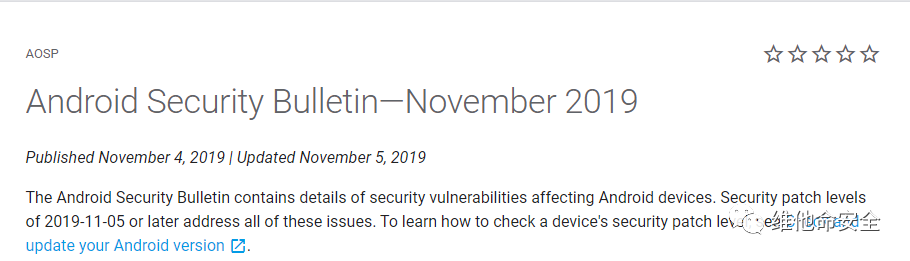 AOSP
Android Security Bulletin—November 2019
Published November 4, 2019 | Updated November 5, 2019
The Android Security Bulletin contains details of security vulnerabilities affecting Android devices. Security patch levels
of 2019-11-05 or later address all of these issues. To learn how to check a device's security patch
update your Android version.
维他命安全